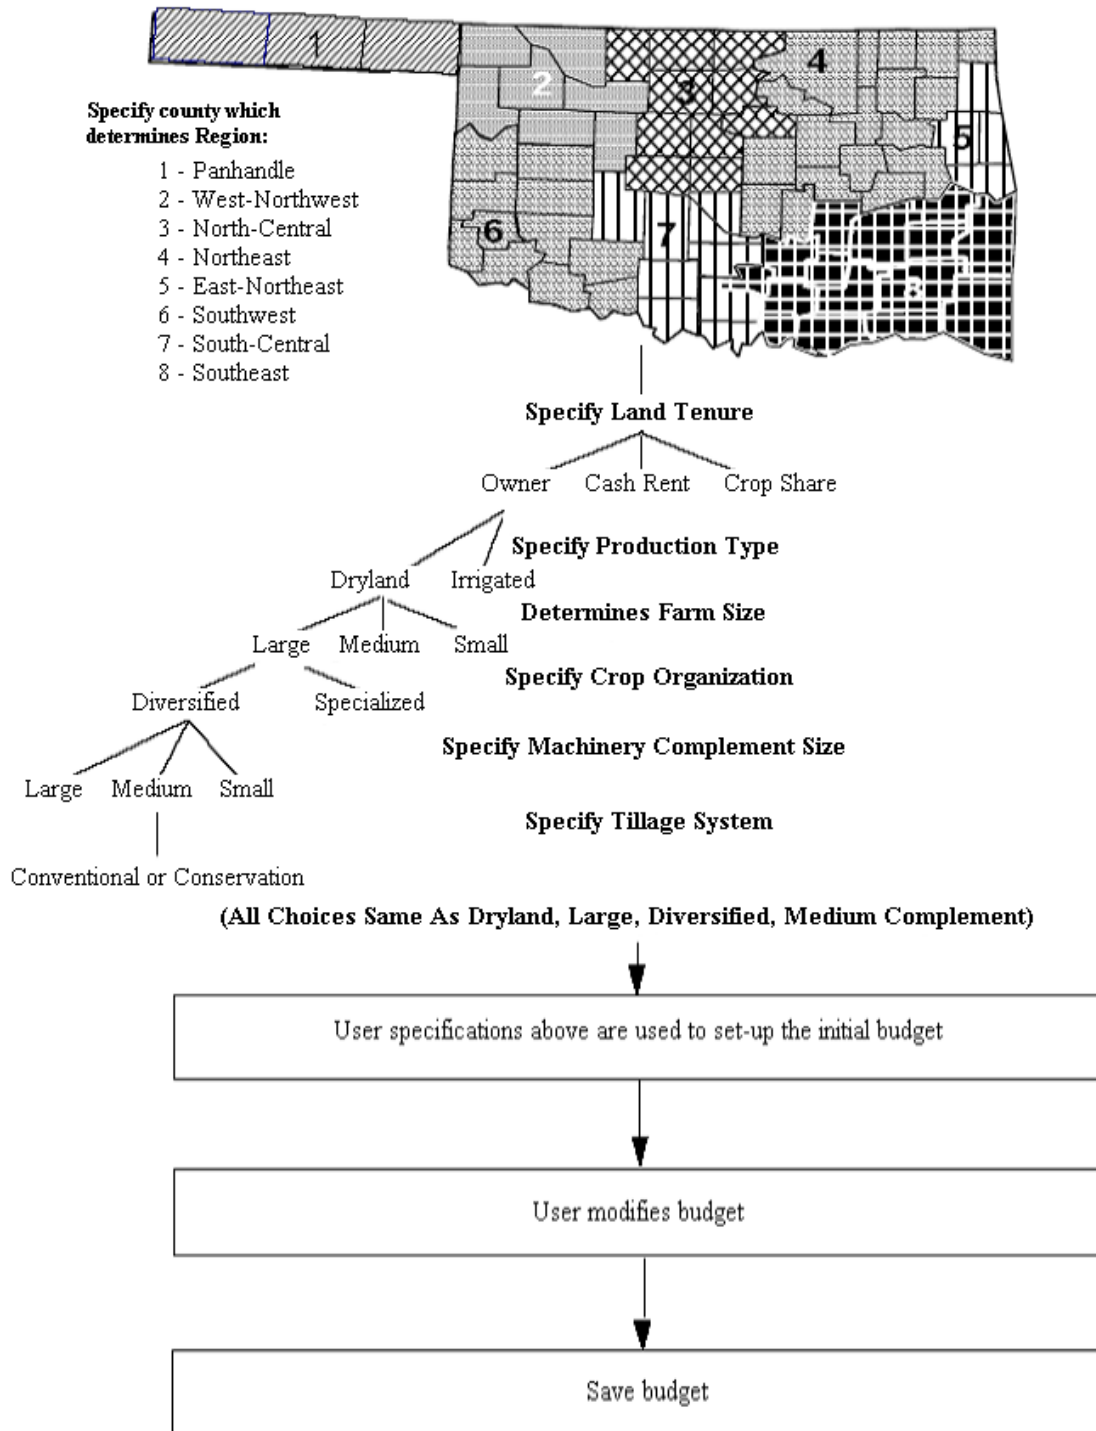 1
2
3
4
5
6
7
8
Specify county which
determines Region:
1 - Panhandle
2 - West-Northwest
3 - North-Central
4 - Northeast
5 - East-Northeast
6 - Southwest
7 - South-Central
8 - Southeast
Specify Land Tenure
Owner Cash Rent Crop Share
Specify Production Type
Dryland Irrigated
Determines Farm Size
Large Medium Small
Specify Crop Organization
Diversified Specialized
Specify Machinery Complement Size
Large Medium Small
Specify Tillage System
Conventional or Conservation
(All Choices Same As Dryland, Large, Diversified, Medium Complement)
User specifications above are used to set-up the initial budget
User modifies budget
Save budget